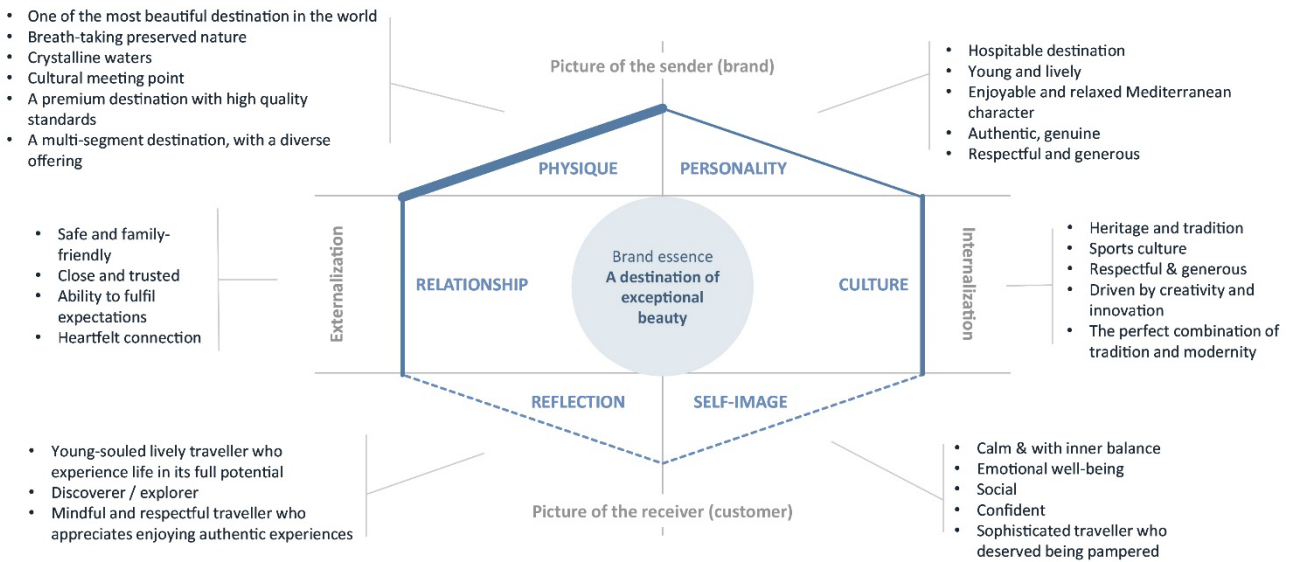 • One of the most beautiful destination in the world
• Breath-taking preserved nature
• Crystalline waters
• Cultural meeting point
• A premium destination with high quality
standards
• A multi-segment destination, with a diverse
offering
Picture of the sender (brand)
• Hospitable destination
• Young and lively
• Enjoyable and relaxed Mediterranean
character
• Authentic, genuine
• Respectful and generous
PHYSIQUE
PERSONALITY
• Safe and family-
friendly
• Close and trusted
• Ability to fulfil
expectations
• Heartfelt connection
Externalization
RELATIONSHIP
Brand essence
A destination of
exceptional
beauty
CULTURE
Internalization
• Heritage and tradition
• Sports culture
• Respectful & generous
• Driven by creativity and
innovation
• The perfect combination of
tradition and modernity
REFLECTION
SELF-IMAGE
• Young-souled lively traveller who
experience life in its full potential
• Discoverer / explorer
• Mindful and respectful traveller who
appreciates enjoying authentic experiences
Picture of the receiver (customer)
• Calm & with inner balance
• Emotional well-being
• Social
• Confident
• Sophisticated traveller who
deserved being pampered